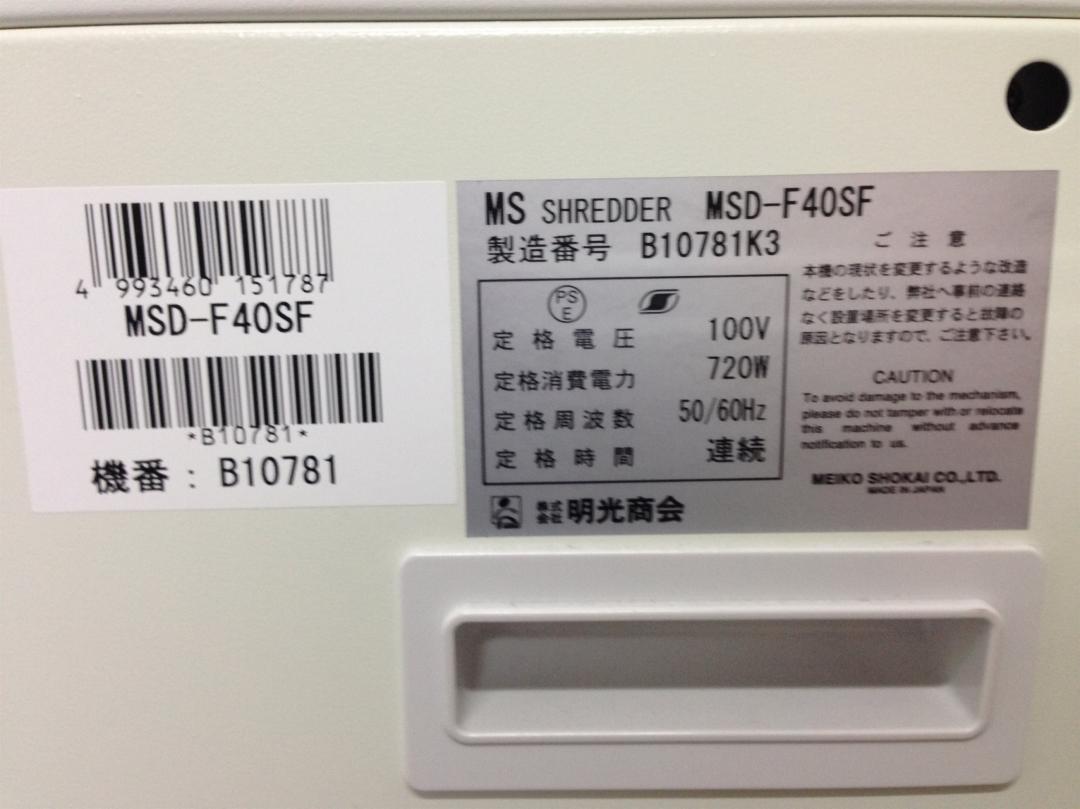 4 993460 151787
MSD-F40SF
*B10781*
機番：B10781
MS SHREDDER MSD-F40SF
製造番号 B10781K3
PS
E
定格電圧 100V
定格消費電力 720W
定格周波数 50/60Hz
定格時間 連続
株式会社 明光商会
ご注意
本機の現状を変更するような改造
などをしたり、弊社へ事前の連絡
なく設置場所を変更すると故障の
原因となりますので、ご注意下さい。
CAUTION
To avoid damage to the mechanism,
please do not tamper with or relocate
this machine without advance
notification to us.
MEIKO SHOKAI CO.,LTD.
MADE IN JAPAN